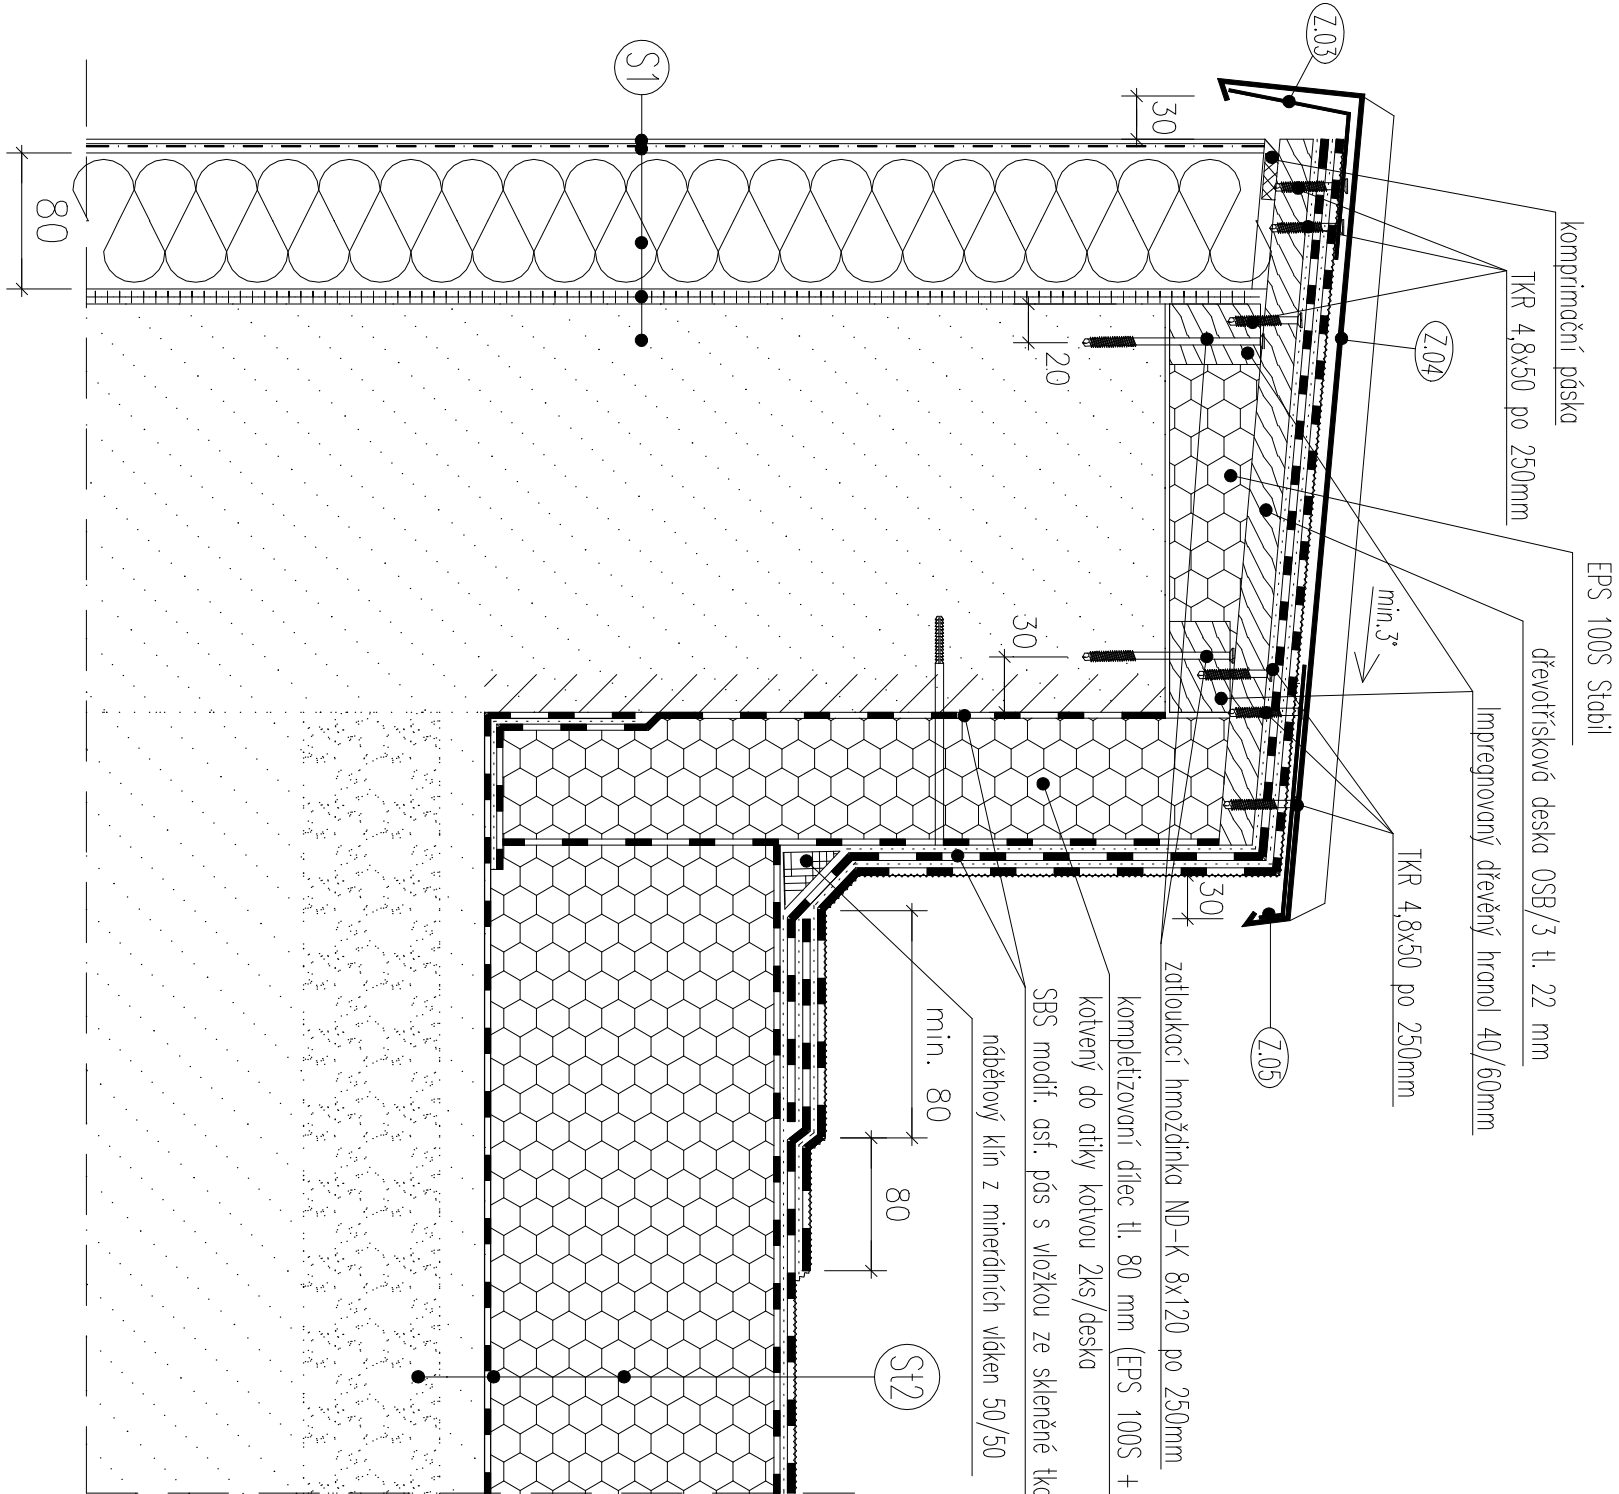 Z.03
S1
30
80
komprimační páska
TKR 4,8x50 po 250mm
Z.04
20
EPS 100S Stabil
dřevotřísková deska OSB/3 tl. 22 mm
Impregnovaný dřevěný hranol 40/60mm
min.3°
30
TKR 4,8x50 po 250mm
30
Z.05
zatloukací hmoždinka ND-K 8x120 po 250mm
kompletizovaní dílec tl. 80 mm (EPS 100S +
kotvený do atiky kotvou 2ks/deska
SBS modif. asf. pás s vložkou ze skleněné
náběhový klín z minerálních vláken 50/50
min. 80
80
St2